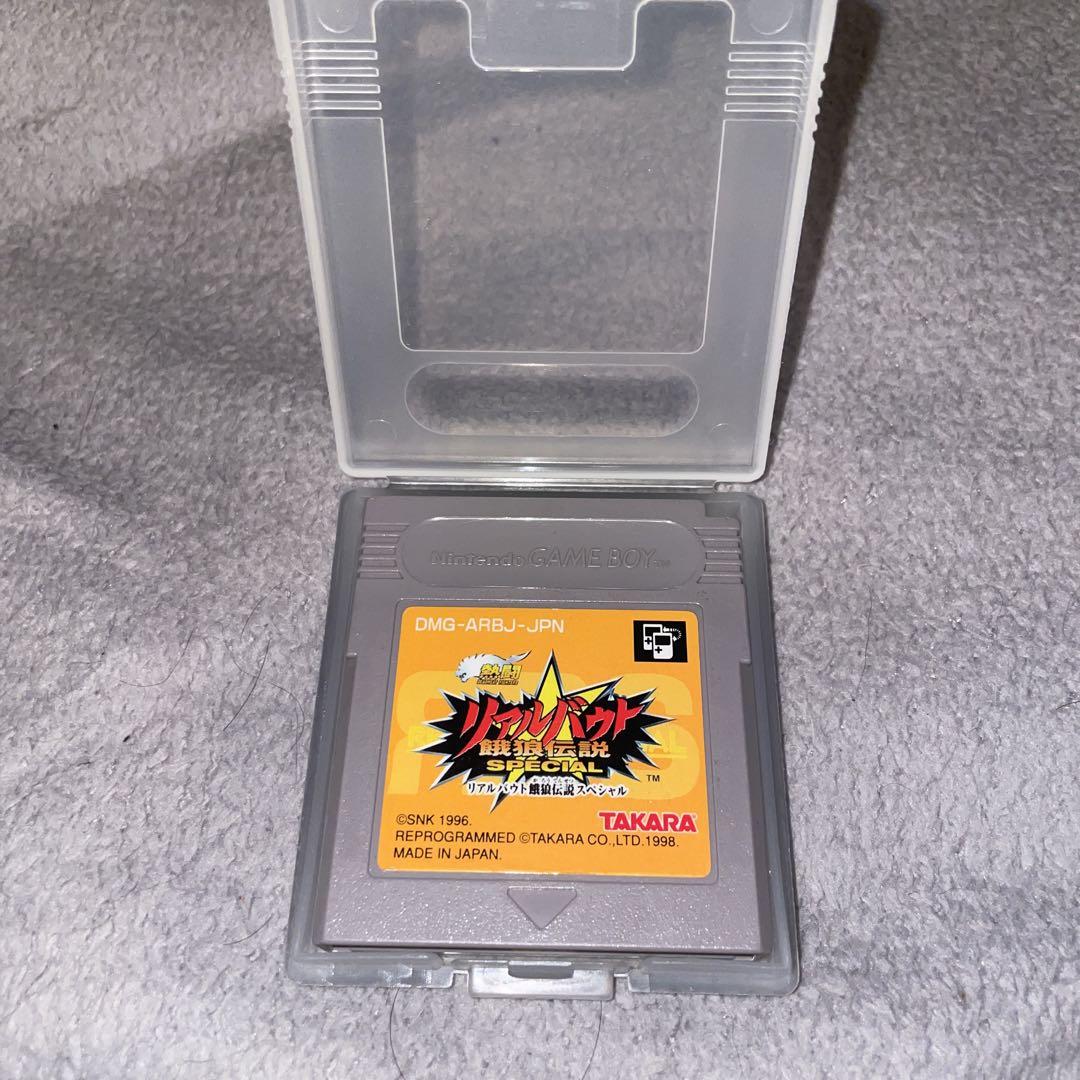 Nintendo GAME BOY™
DMG-ARBJ-JPN
熱闘
リアルバウト
餓狼伝説
SPECIAL
TM
リアルバウト餓狼伝説スペシャル
TAKARA
©SNK 1996.
REPROGRAMMED ©TAKARA CO.,LTD.1998.
MADE IN JAPAN.